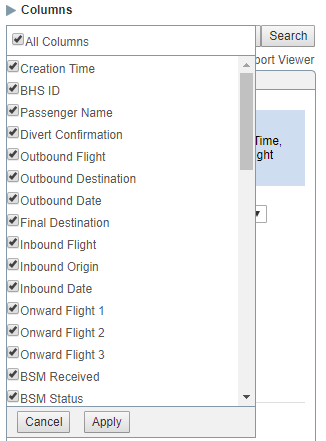 Columns
All Columns
Search
port Viewer
Creation Time
BHS ID
Passenger Name
Divert Confirmation
Time,
Outbound Flight
ght
Outbound Destination
Outbound Date
Final Destination
Inbound Flight
Inbound Origin
Inbound Date
Onward Flight 1
Onward Flight 2
Onward Flight 3
BSM Received
BSM Status
Cancel
Apply